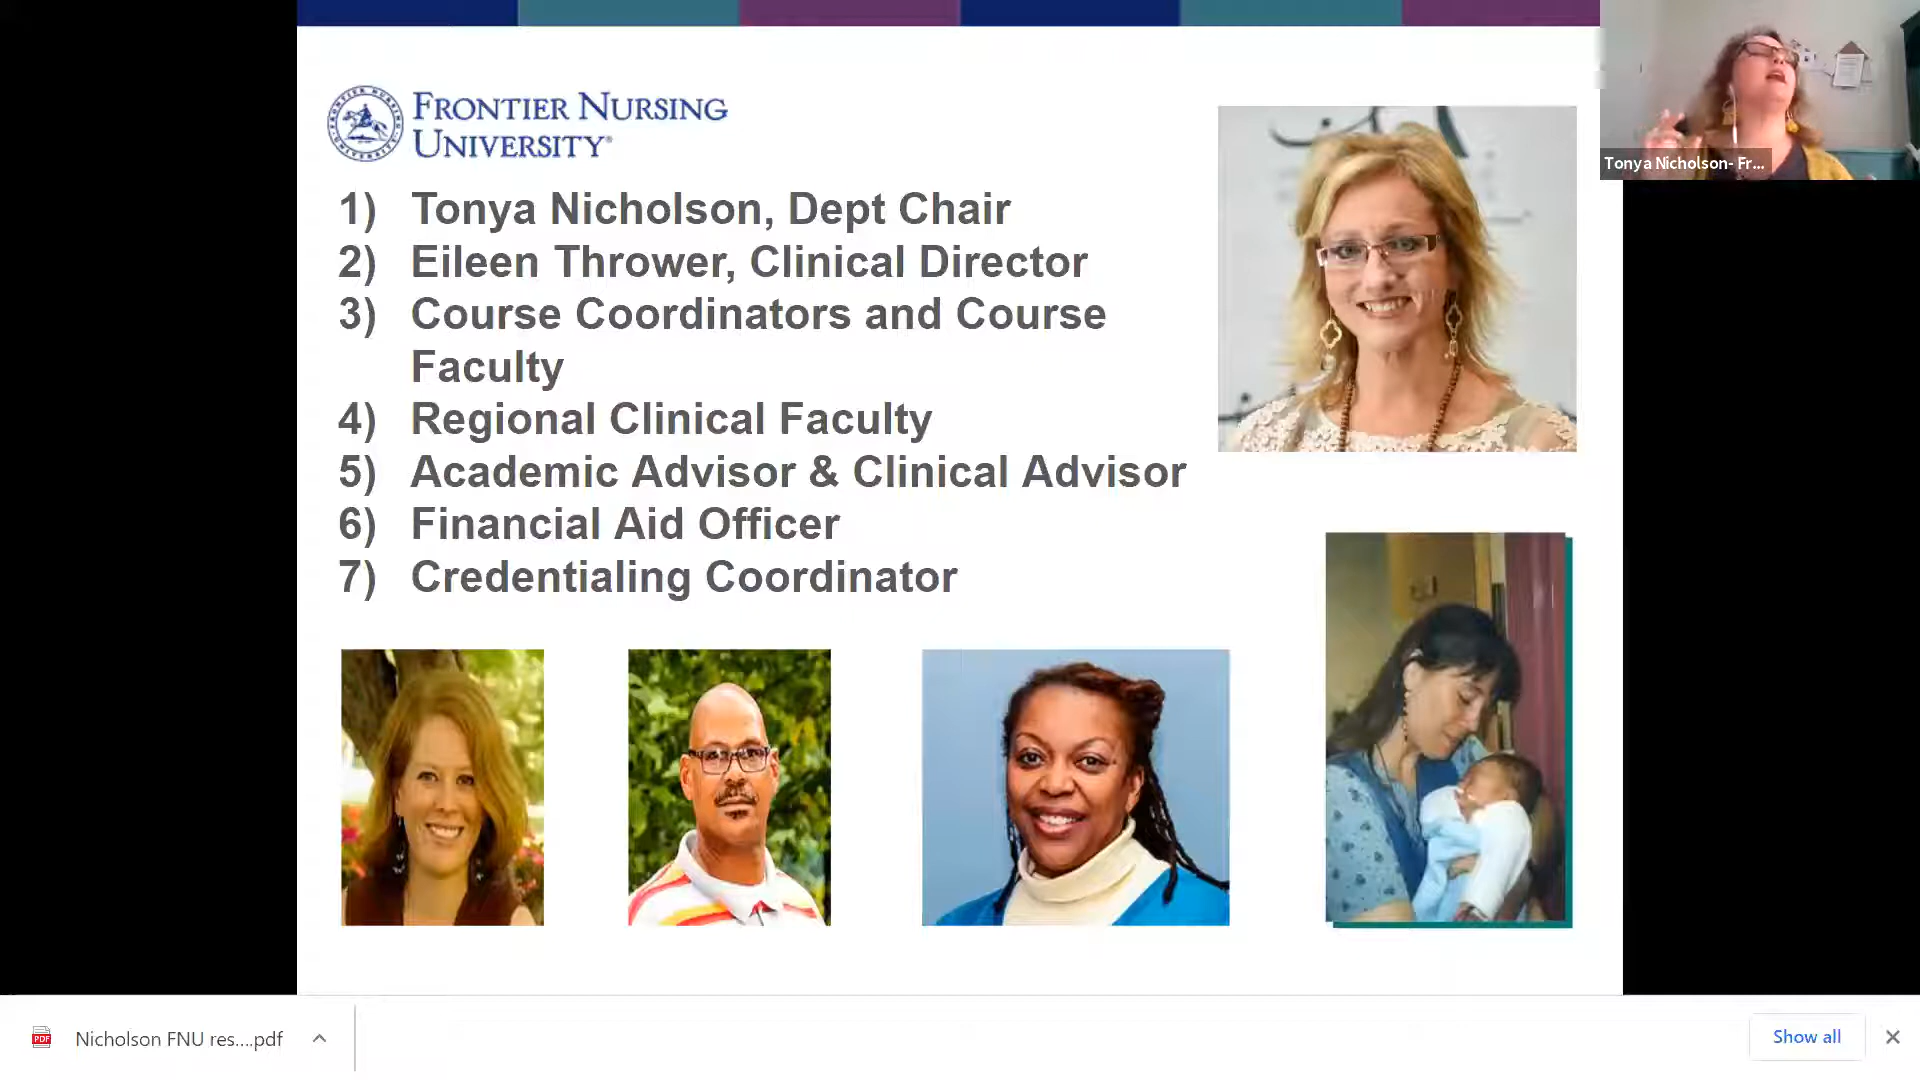 FRONTIER NURSING
UNIVERSITY®
Tonya Nicholson- Fr...
1) Tonya Nicholson, Dept Chair
2) Eileen Thrower, Clinical Director
3) Course Coordinators and Course
Faculty
4) Regional Clinical Faculty
5) Academic Advisor & Clinical Advisor
6) Financial Aid Officer
7) Credentialing Coordinator
PDF
Nicholson FNU res....pdf
Show all